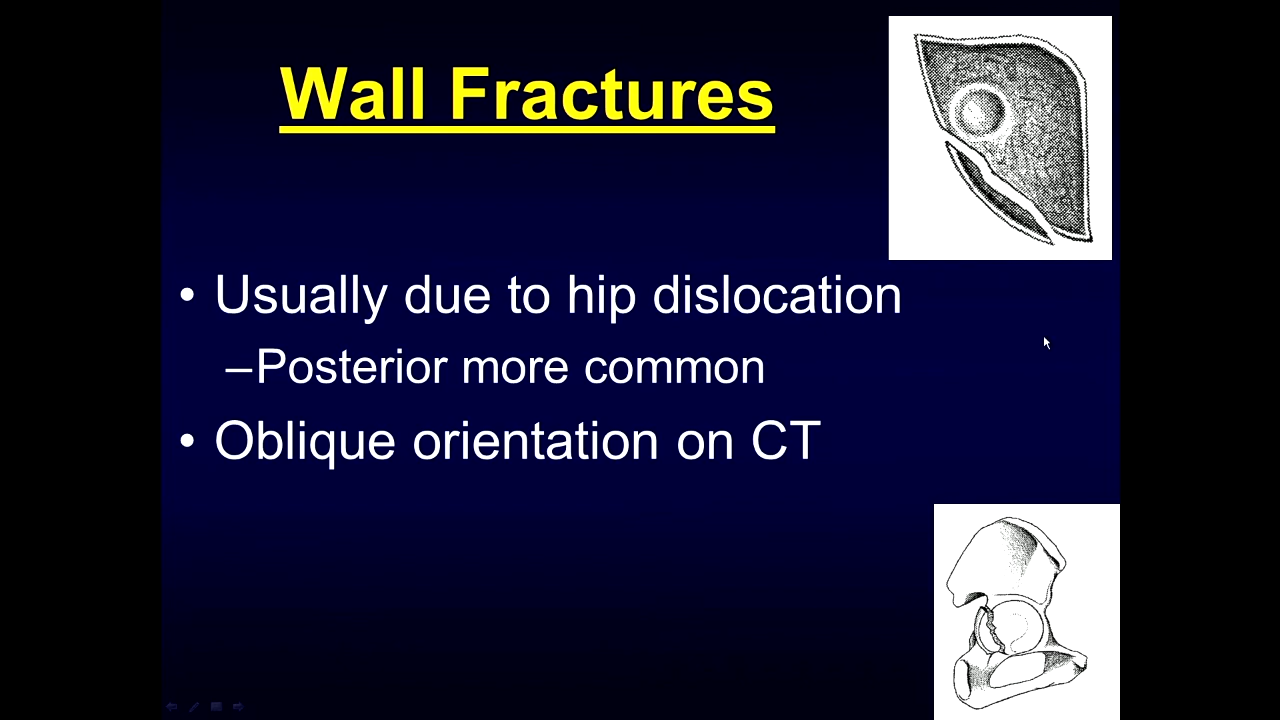 Wall Fractures
• Usually due to hip dislocation
–Posterior more common
• Oblique orientation on CT